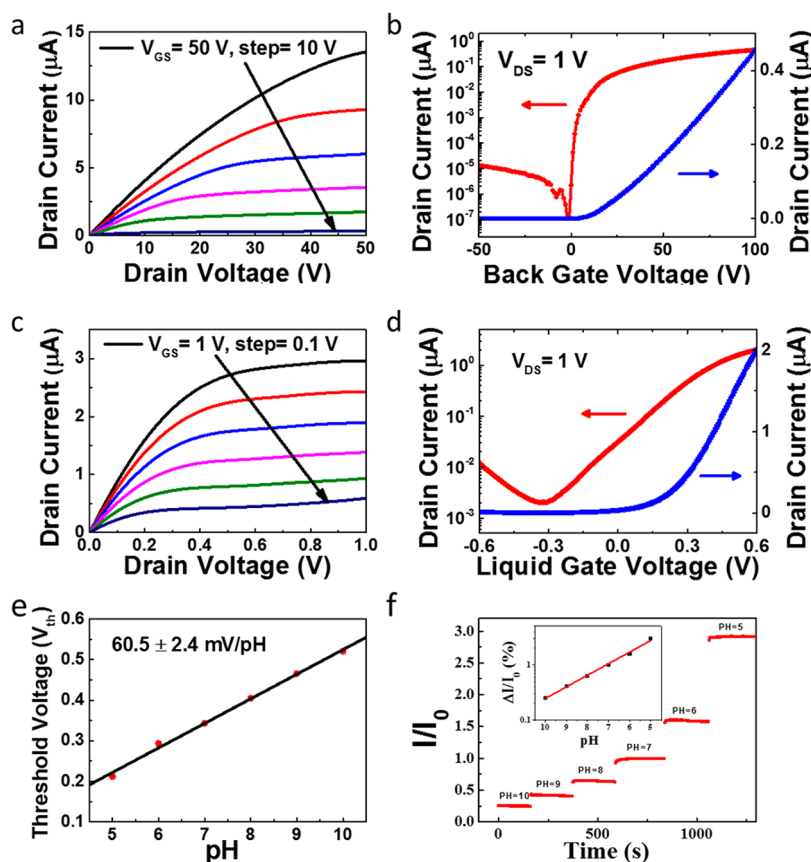 a
V_GS= 50 V, step= 10 V
15
10
5
0
0 10 20 30 40 50
Drain Current (μA)
Drain Voltage (V)
b
V_DS= 1 V
10^0
10^-1
10^-2
10^-3
10^-4
10^-5
10^-6
10^-7
0.4
0.2
0.0
-50 0 50 100
Drain Current (μA)
Drain Current (μA)
Back Gate Voltage (V)
c
V_GS= 1 V, step= 0.1 V
3
2
1
0
0.0 0.2 0.4 0.6 0.8 1.0
Drain Current (μA)
Drain Voltage (V)
d
V_DS= 1 V
10^0
10^-1
10^-2
10^-3
2
1
0
-0.6 -0.3 0.0 0.3 0.6
Drain Current (μA)
Drain Current (μA)
Liquid Gate Voltage (V)
e
60.5 ± 2.4 mV/pH
0.6
0.5
0.4
0.3
0.2
0.1
5 6 7 8 9 10
Threshold Voltage (V_th)
pH
f
3.0
2.5
2.0
1.5
1.0
0.5
0.0
0 500 1000
I/I_0
Time (s)
PH=10
PH=9
PH=8
PH=7
PH=6
PH=5
ΔI/I_0 (%)
1
0.1
10 9 8 7 6 5
pH